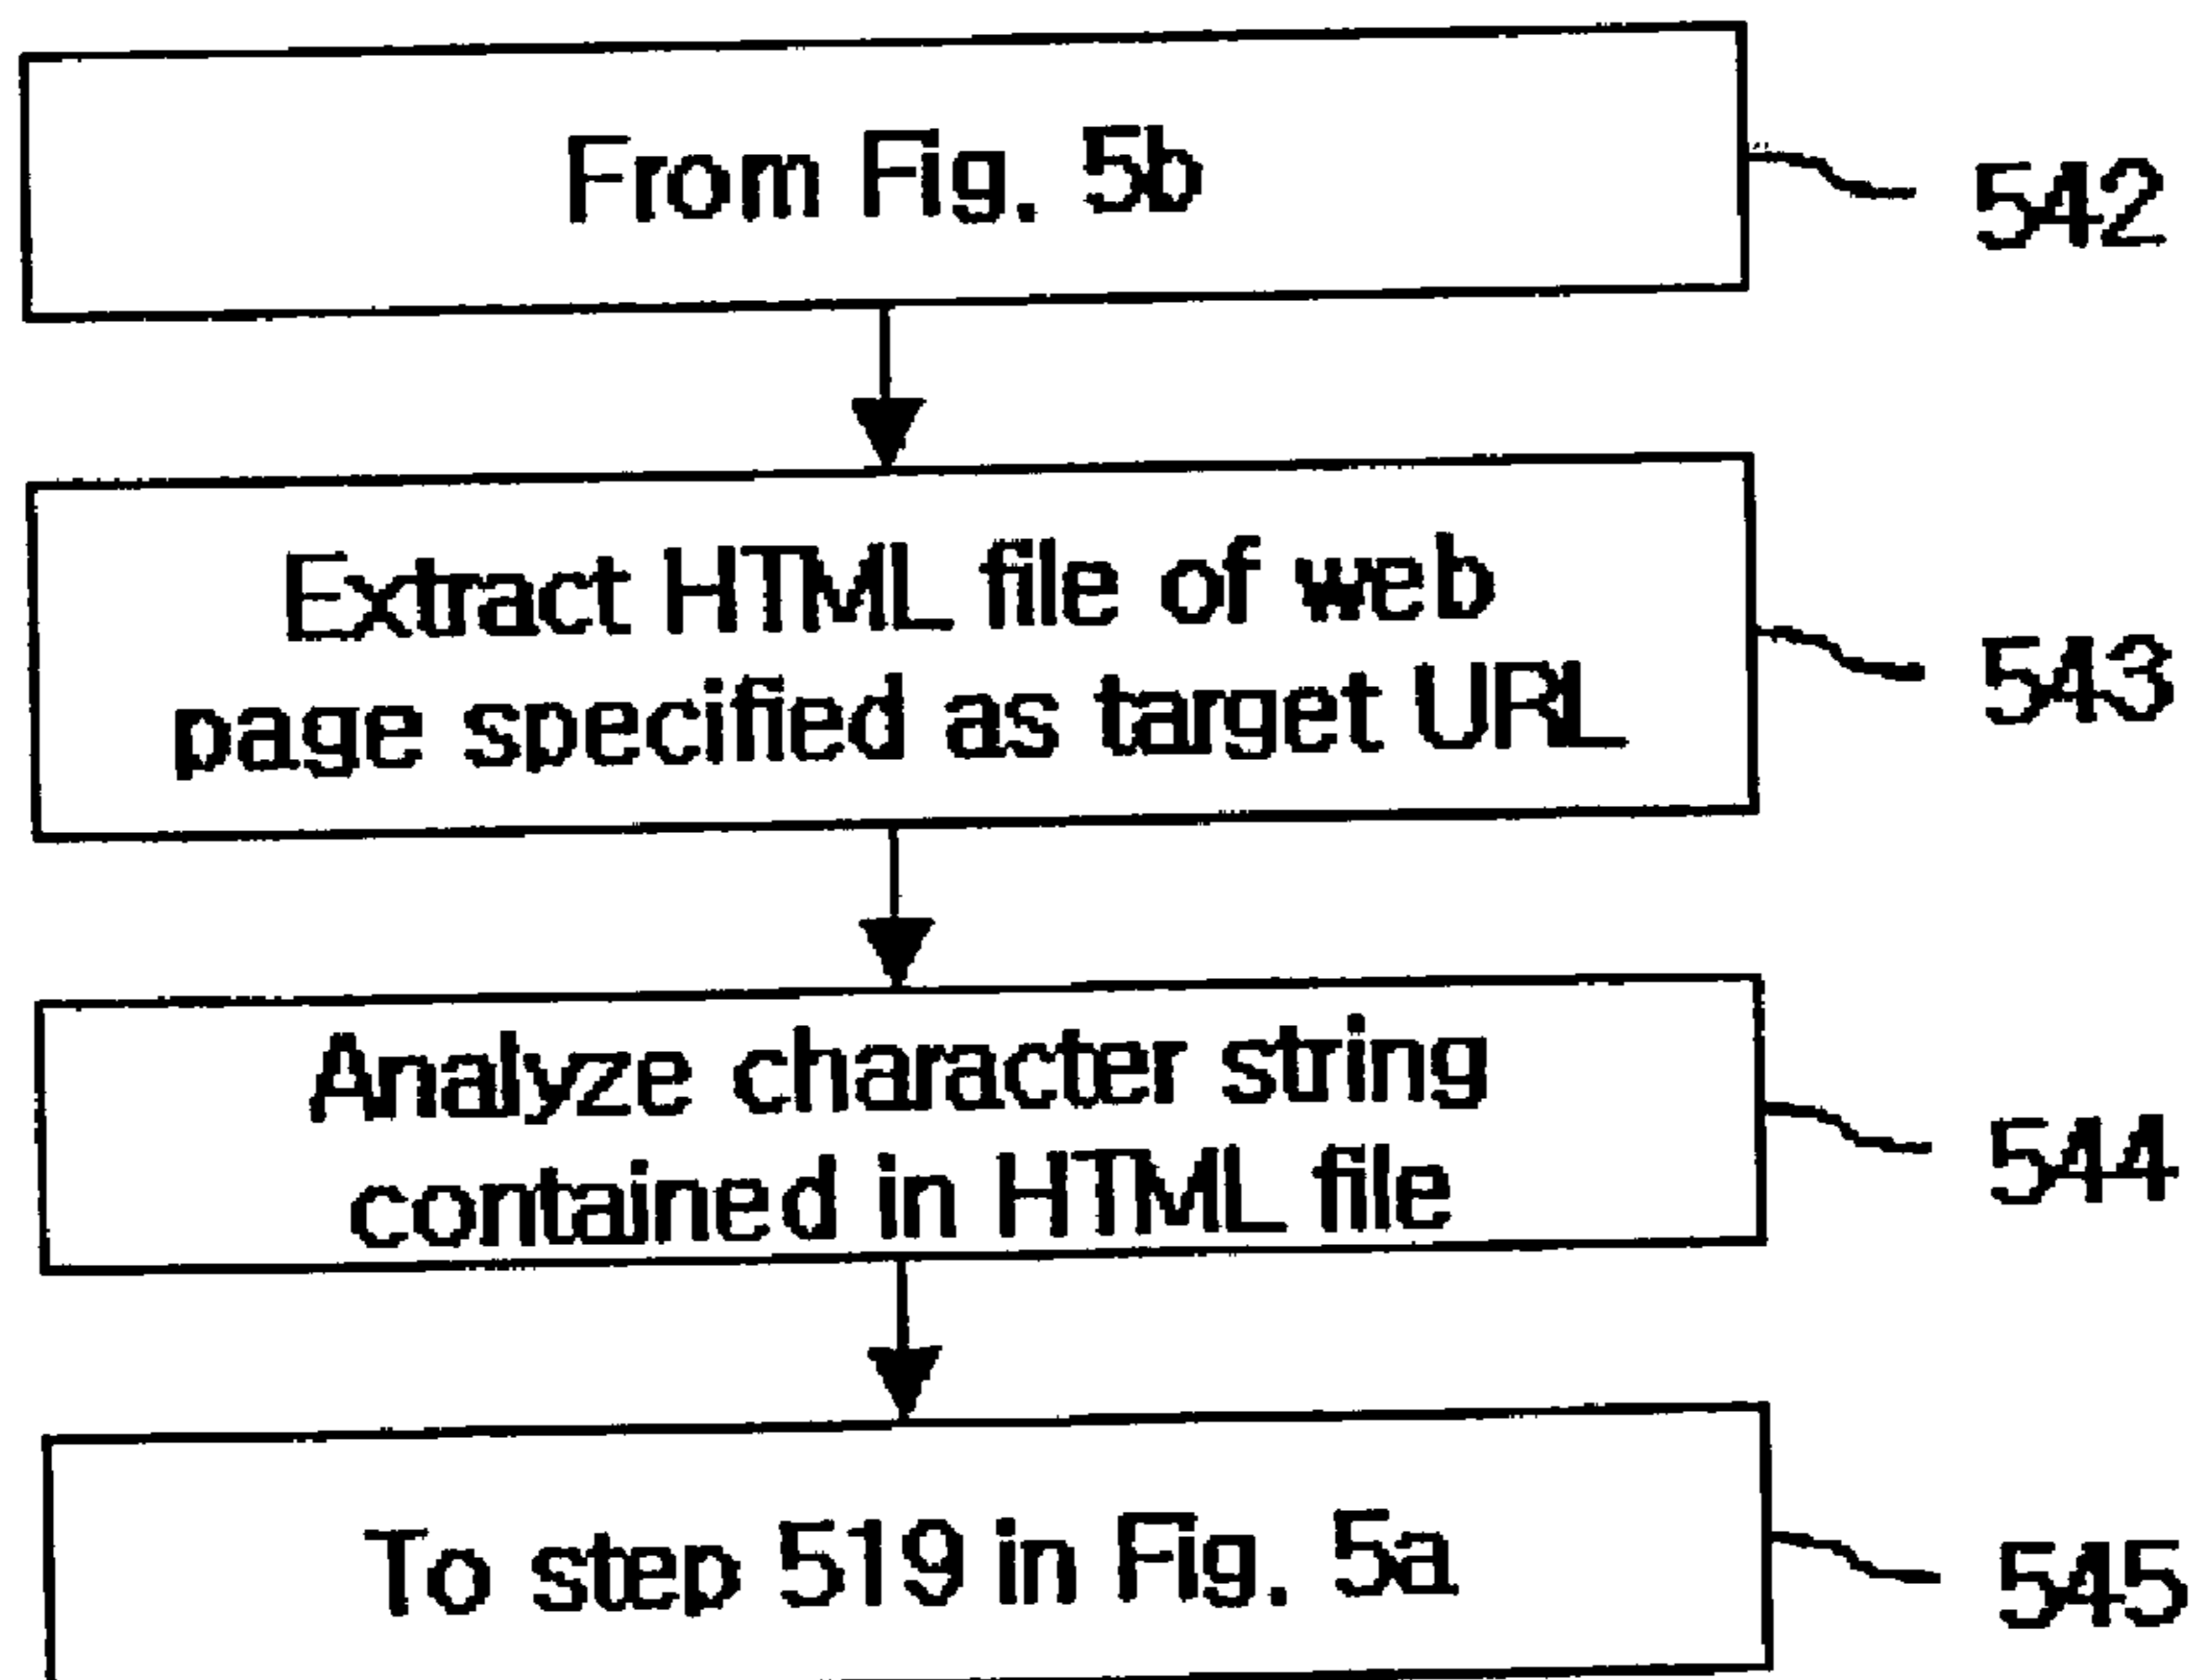 From Fig. 5b
542
Extract HTML file of web
page specified as target URL
543
Analyze character string
contained in HTML file
544
To step 519 in Fig. 5a
545